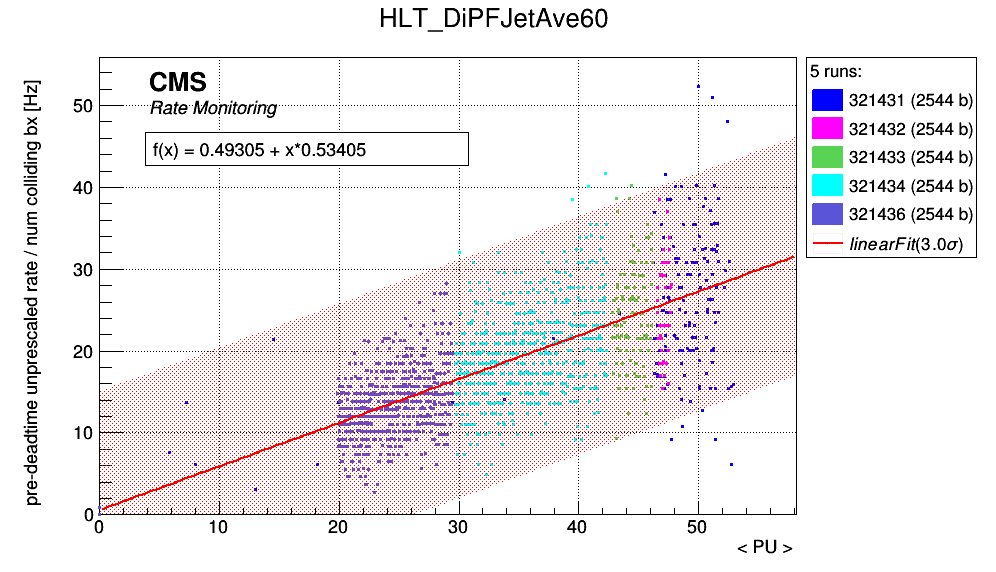 HLT_DiPFJetAve60
pre-deadtime unprescaled rate / num colliding bx [Hz]
CMS
Rate Monitoring
f(x) = 0.49305 + x*0.53405
50
40
30
20
10
0
0 10 20 30 40 50
< PU >
5 runs:
321431 (2544 b)
321432 (2544 b)
321433 (2544 b)
321434 (2544 b)
321436 (2544 b)
linearFit(3.0σ)